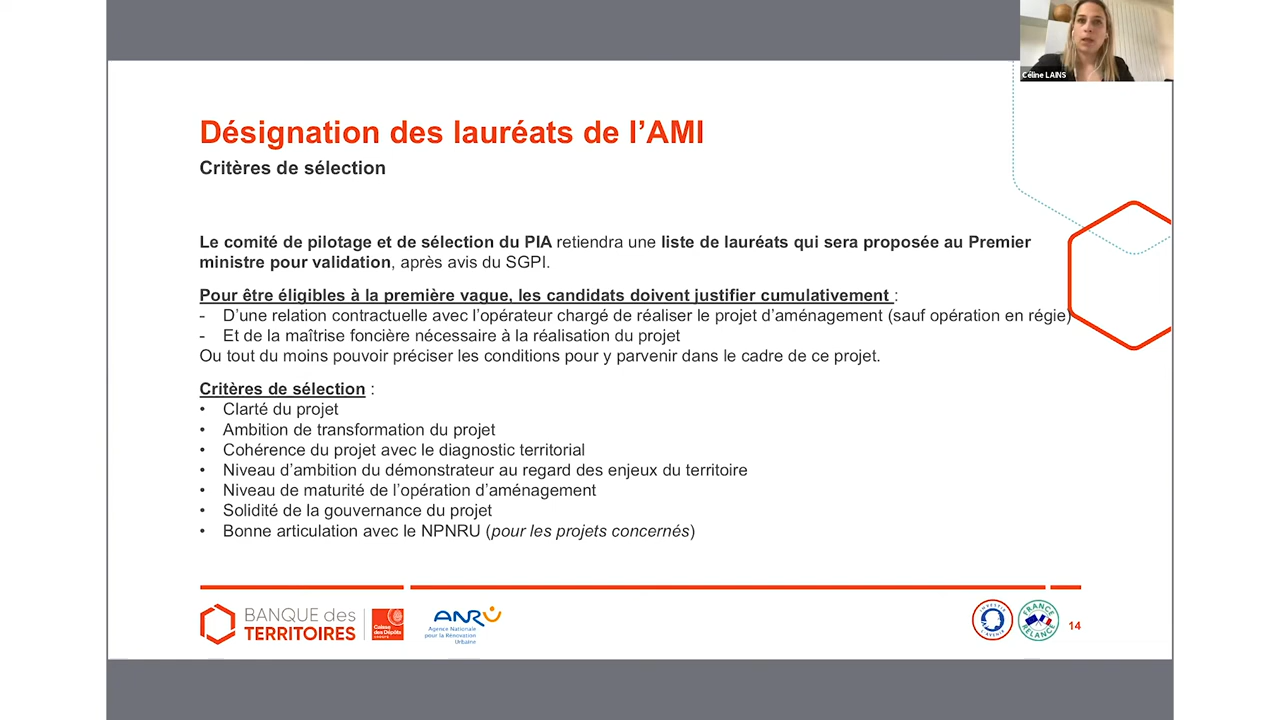 Céline LAINS
Désignation des lauréats de l’AMI
Critères de sélection
Le comité de pilotage et de sélection du PIA retiendra une liste de lauréats qui sera proposée au Premier
ministre pour validation, après avis du SGPI.
Pour être éligibles à la première vague, les candidats doivent justifier cumulativement :
- D’une relation contractuelle avec l’opérateur chargé de réaliser le projet d’aménagement (sauf opération en régie)
- Et de la maîtrise foncière nécessaire à la réalisation du projet
Ou tout du moins pouvoir préciser les conditions pour y parvenir dans le cadre de ce projet.
Critères de sélection :
• Clarté du projet
• Ambition de transformation du projet
• Cohérence du projet avec le diagnostic territorial
• Niveau d’ambition du démonstrateur au regard des enjeux du territoire
• Niveau de maturité de l’opération d’aménagement
• Solidité de la gouvernance du projet
• Bonne articulation avec le NPNRU (pour les projets concernés)
BANQUE des
TERRITOIRES
Caisse
des Dépôts
GROUPE
ANRU
Agence Nationale
pour la Rénovation
Urbaine
INVESTIR
L'AVENIR
FRANCE
RELANCE
14